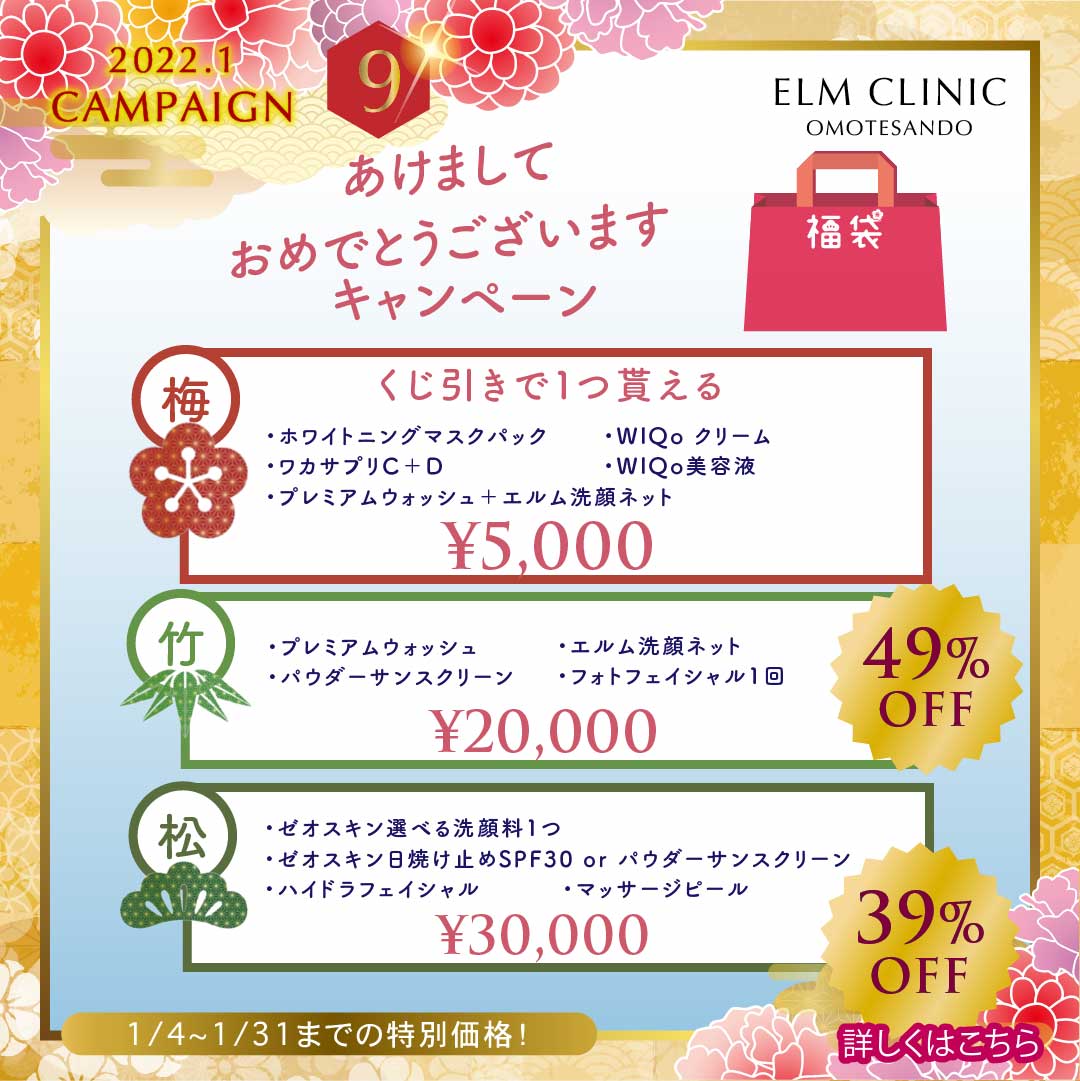 2022.1
CAMPAIGN
9
ELM CLINIC
OMOTESANDO
福袋
あけまして
おめでとうございます
キャンペーン
梅
くじ引きで1つ貰える
・ホワイトニングマスクパック ・WIQo クリーム
・ワカサプリC+D ・WIQo美容液
・プレミアムウォッシュ+エルム洗顔ネット
¥5,000
竹
・プレミアムウォッシュ ・エルム洗顔ネット
・パウダーサンスクリーン ・フォトフェイシャル1回
¥20,000
49%
OFF
松
・ゼオスキン選べる洗顔料1つ
・ゼオスキン日焼け止めSPF30 or パウダーサンスクリーン
・ハイドラフェイシャル ・マッサージピール
¥30,000
39%
OFF
1/4~1/31までの特別価格!
詳しくはこちら